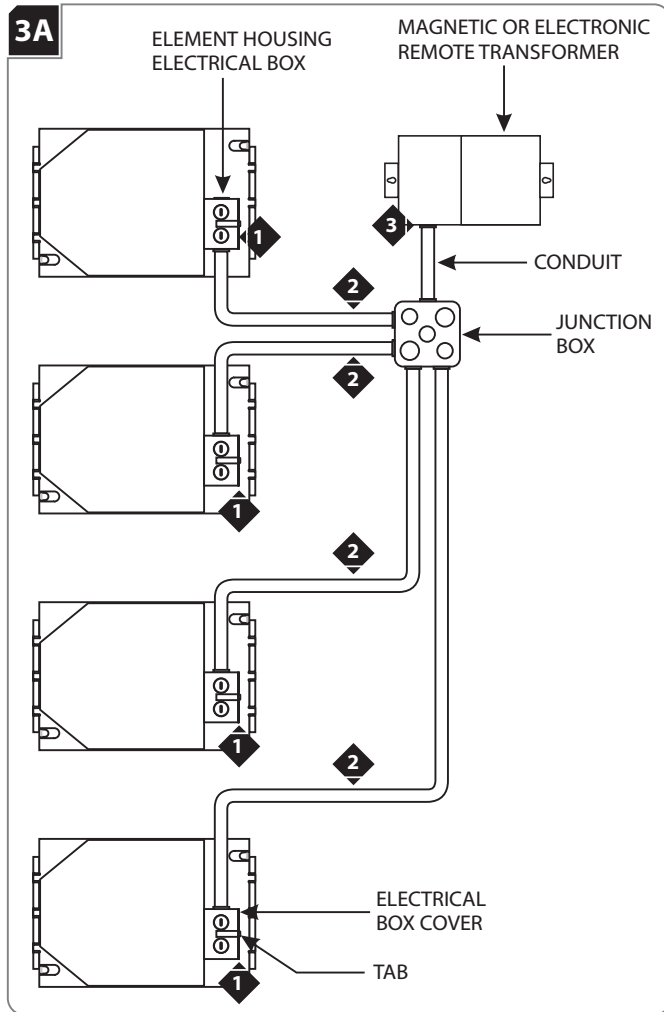 3A
ELEMENT HOUSING
ELECTRICAL BOX
MAGNETIC OR ELECTRONIC
REMOTE TRANSFORMER
1
3
CONDUIT
2
JUNCTION
BOX
2
1
2
1
2
ELECTRICAL
BOX COVER
TAB
1